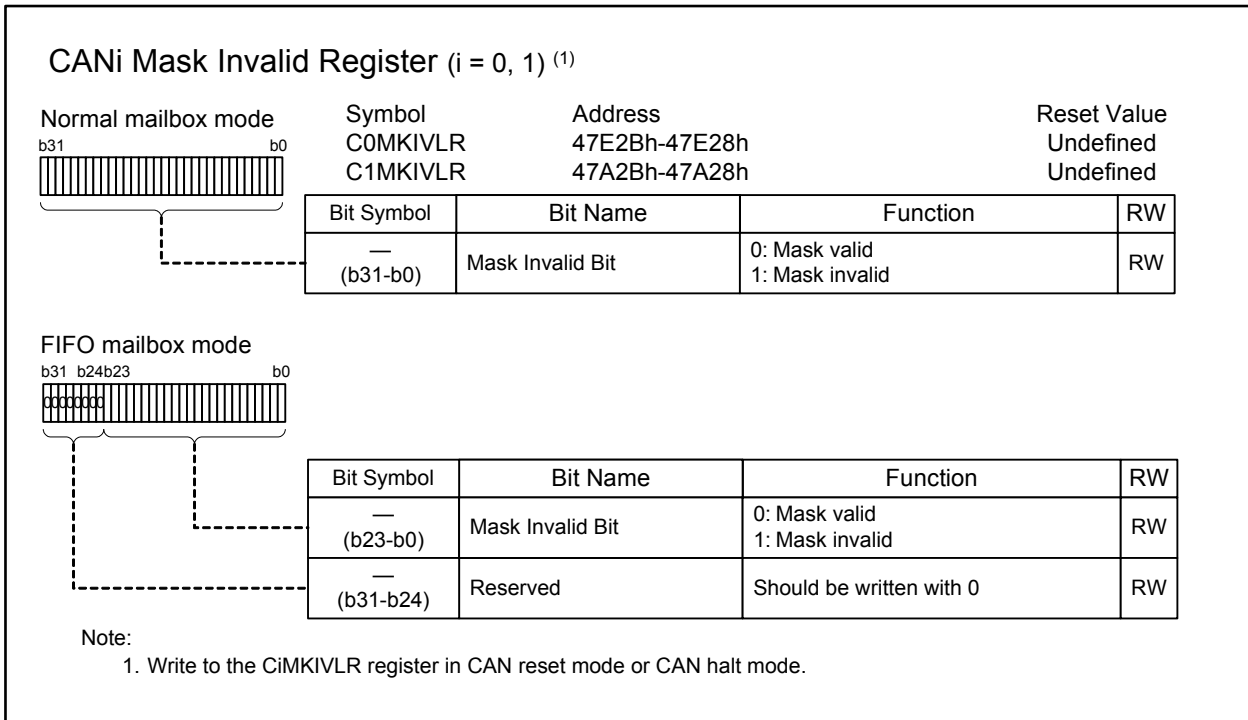 CANi Mask Invalid Register (i = 0, 1) (1)
Normal mailbox mode
b31 b0
Symbol Address Reset Value
C0MKIVLR 47E2Bh-47E28h Undefined
C1MKIVLR 47A2Bh-47A28h Undefined
Bit Symbol Bit Name Function RW
— (b31-b0) Mask Invalid Bit 0: Mask valid RW
1: Mask invalid
FIFO mailbox mode
b31 b24b23 b0
00000000
Bit Symbol Bit Name Function RW
— (b23-b0) Mask Invalid Bit 0: Mask valid RW
1: Mask invalid
— (b31-b24) Reserved Should be written with 0 RW
Note:
1. Write to the CiMKIVLR register in CAN reset mode or CAN halt mode.